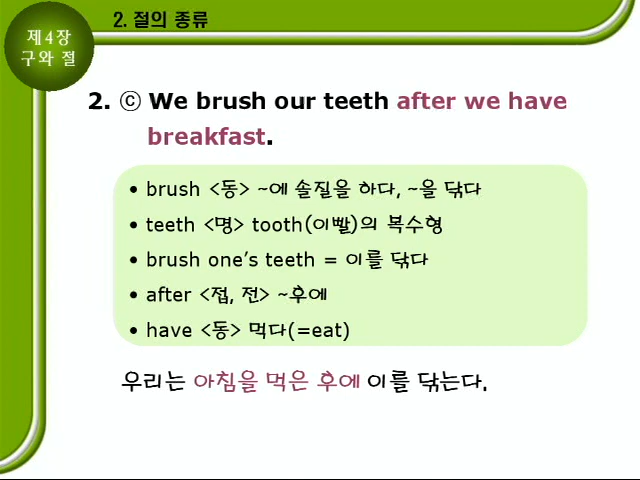 2. 절의 종류
제4장
구와 절
2. ⓒ We brush our teeth after we have
breakfast.
• brush <동> ~에 솔질을 하다, ~을 닦다
• teeth <명> tooth(이빨)의 복수형
• brush one’s teeth = 이를 닦다
• after <접, 전> ~후에
• have <동> 먹다(=eat)
우리는 아침을 먹은 후에 이를 닦는다.